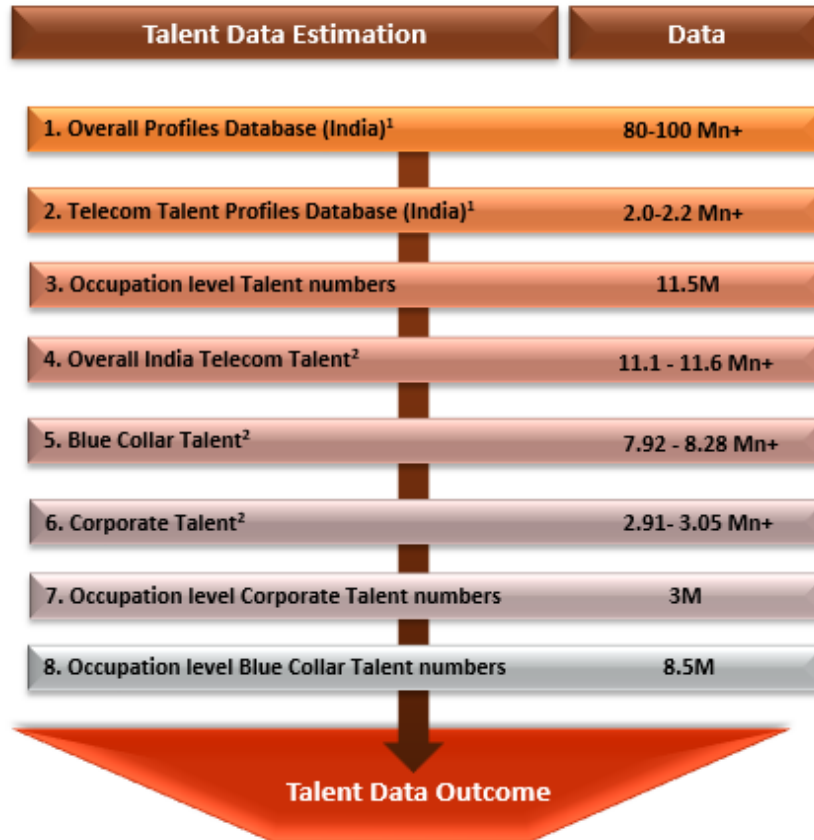 Talent Data Estimation Data
1. Overall Profiles Database (India)¹ 80-100 Mn+
2. Telecom Talent Profiles Database (India)¹ 2.0-2.2 Mn+
3. Occupation level Talent numbers 11.5M
4. Overall India Telecom Talent² 11.1 - 11.6 Mn+
5. Blue Collar Talent² 7.92 - 8.28 Mn+
6. Corporate Talent² 2.91- 3.05 Mn+
7. Occupation level Corporate Talent numbers 3M
8. Occupation level Blue Collar Talent numbers 8.5M
Talent Data Outcome